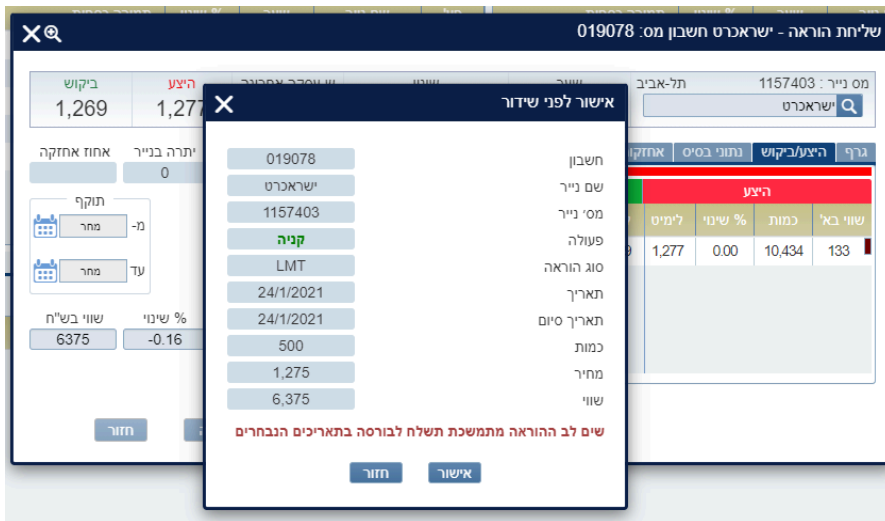 שליחת הוראה - ישראכרט חשבון מס: 019078
מס נייר : 1157403
תל-אביב
היצע
ביקוש
ישראכרט
1,277
1,269
גרף
היצע/ביקוש
נתוני בסיס
יתרה בנייר
אחוז אחזקה
0
היצע
שווי בא'
כמות
% שינוי
לימיט
133
10,434
0.00
1,277
תוקף
מ-
מחר
עד
מחר
% שינוי
שווי בש"ח
-0.16
6375
חזור
אישור לפני שידור
חשבון 019078
שם נייר ישראכרט
מס׳ נייר 1157403
פעולה קניה
סוג הוראה LMT
תאריך 24/1/2021
תאריך סיום 24/1/2021
כמות 500
מחיר 1,275
שווי 6,375
שים לב ההוראה מתמשכת תשלח לבורסה בתאריכים הנבחרים
אישור
חזור